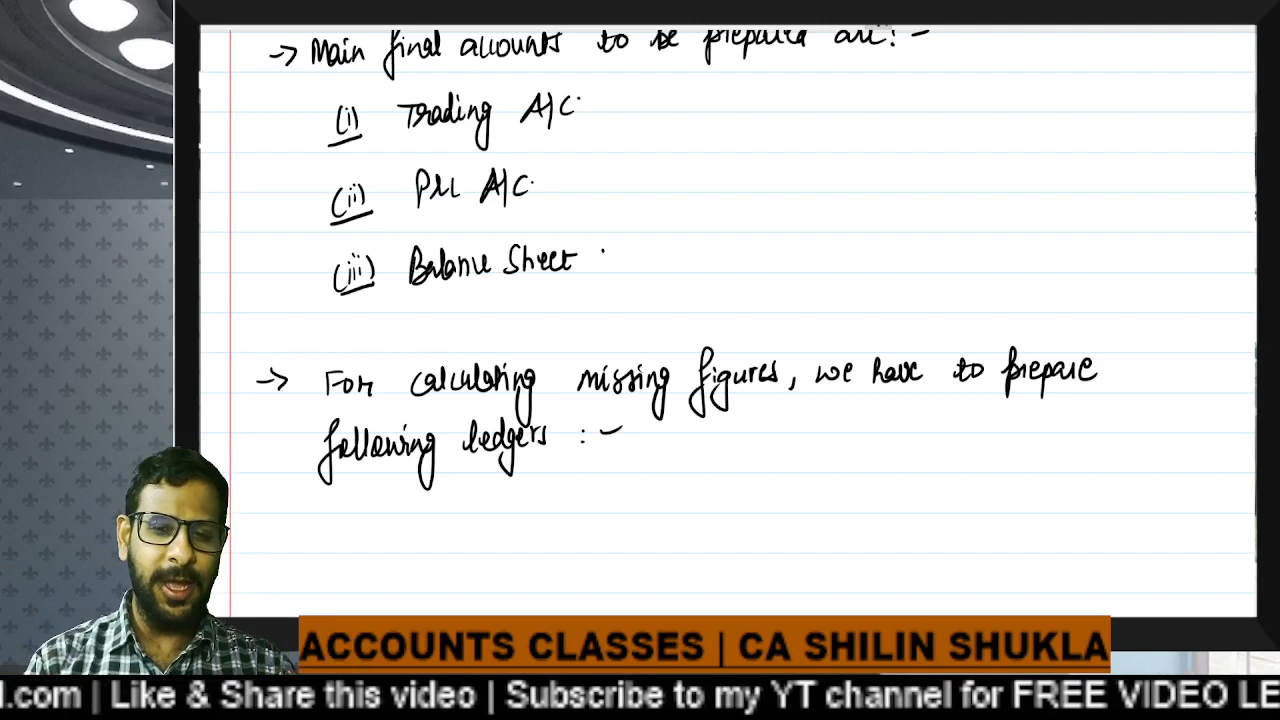 → Main final accounts to be prepared are:-
(i) Trading A/C.
(ii) P&L A/C.
(iii) Balance Sheet.
→ For calculating missing figures, we have to prepare
following ledgers :-
ACCOUNTS CLASSES | CA SHILIN SHUKLA
.com | Like & Share this video | Subscribe to my YT channel for FREE VIDEO LE